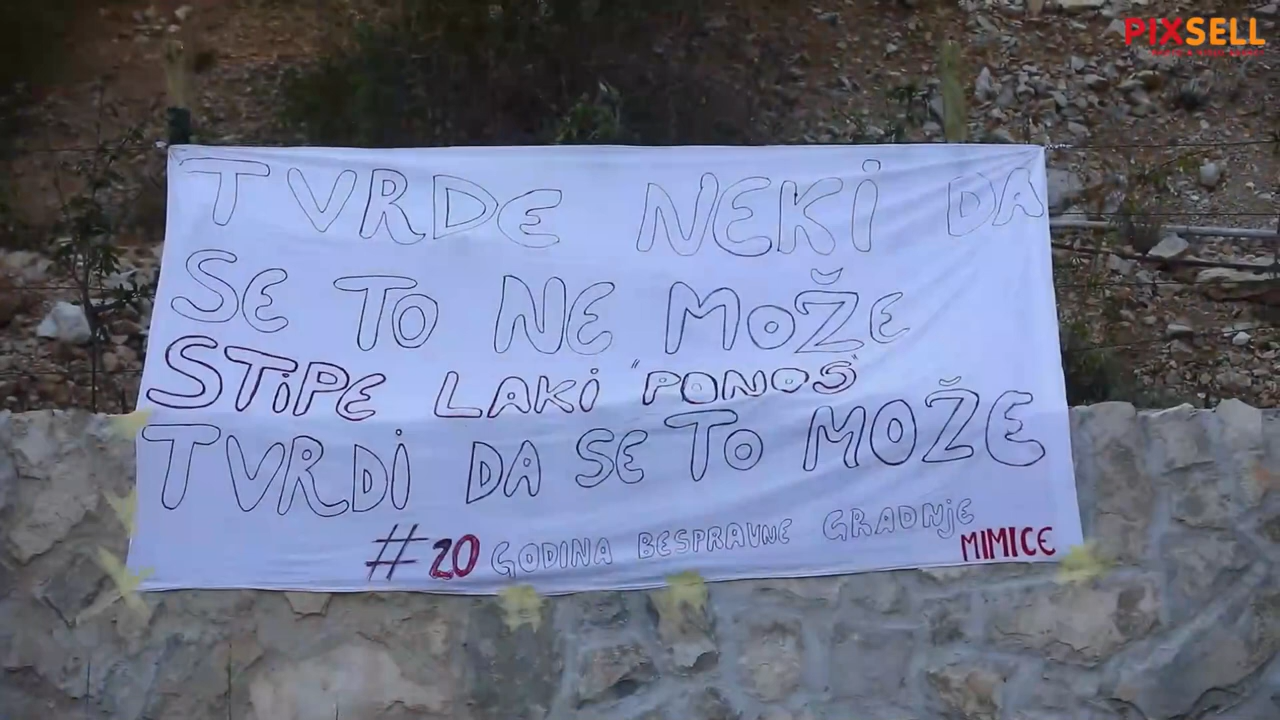 PIXSELL
TVRDE NEKI DA
SE TO NE MOŽE
STIPE LAKI "PONOS"
TVRDI DA SE TO MOŽE
#20 GODINA BESPRAVNE GRADNJE
MIMICE